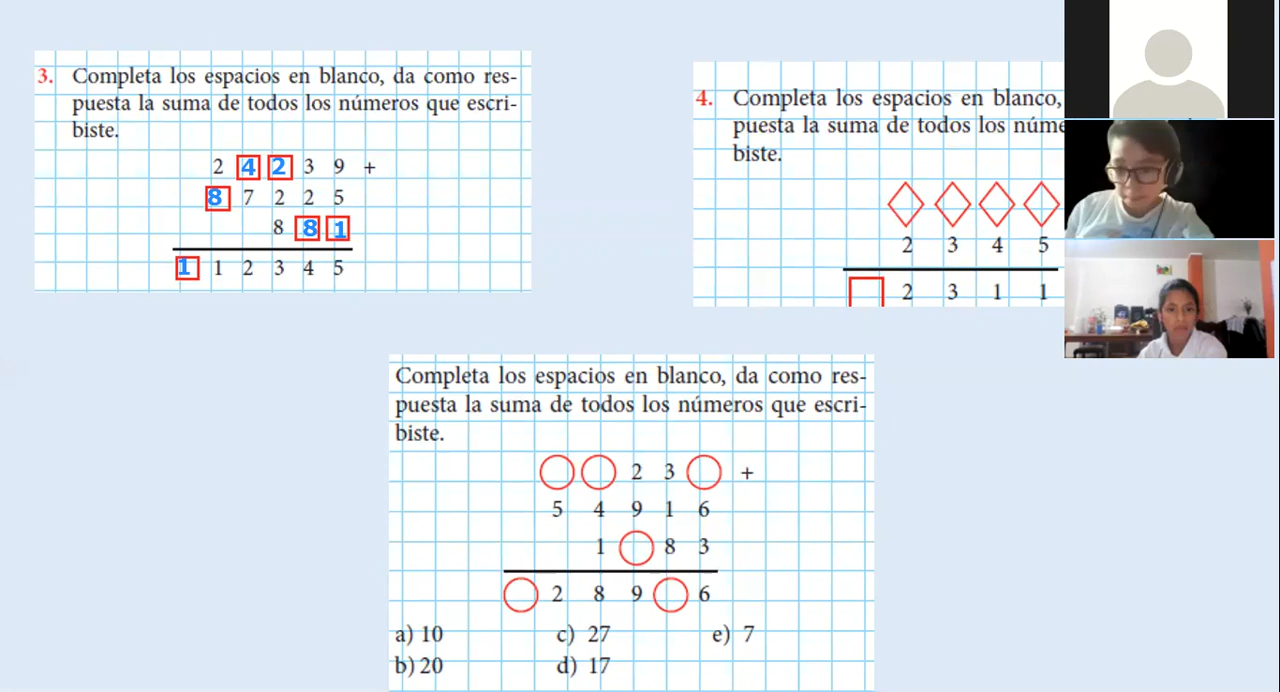 3. Completa los espacios en blanco, da como res-
puesta la suma de todos los números que escri-
biste.
2 4 2 3 9 +
8 7 2 2 5
8 8 1
1 1 2 3 4 5
4. Completa los espacios en blanco,
puesta la suma de todos los núme
biste.
2 3 4 5
2 3 1 1
Completa los espacios en blanco, da como res-
puesta la suma de todos los números que escri-
biste.
2 3 +
5 4 9 1 6
1 8 3
2 8 9 6
a) 10 c) 27 e) 7
b) 20 d) 17